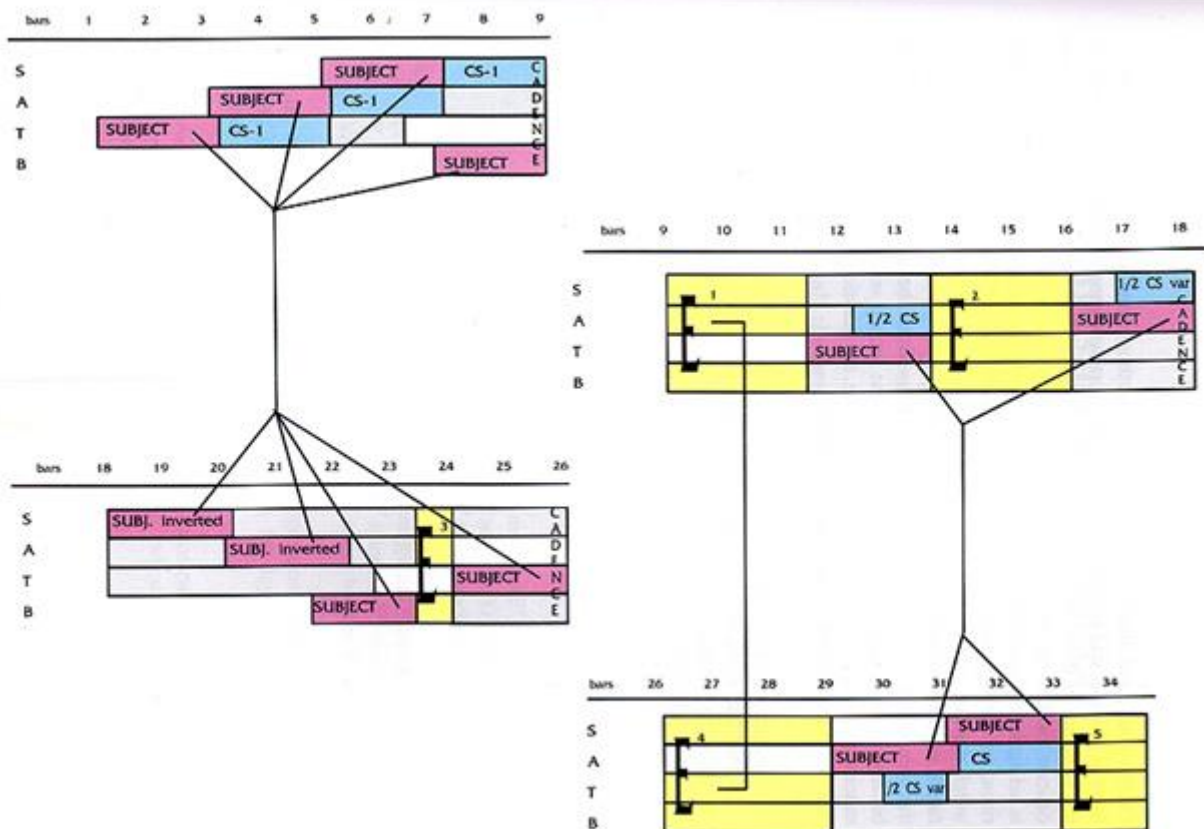 bars 1 2 3 4 5 6 7 8 9
S SUBJECT CS-1
A SUBJECT CS-1
T SUBJECT CS-1
B SUBJECT
CADENCE
bars 9 10 11 12 13 14 15 16 17 18
S 1 2 1/2 CS var
A 1/2 CS SUBJECT
T SUBJECT
B
CADENCE
bars 18 19 20 21 22 23 24 25 26
S SUBJ. Inverted 3
A SUBJ. Inverted
T SUBJECT
B SUBJECT
CADENCE
bars 26 27 28 29 30 31 32 33 34
S 4 SUBJECT 5
A SUBJECT CS
T /2 CS var
B